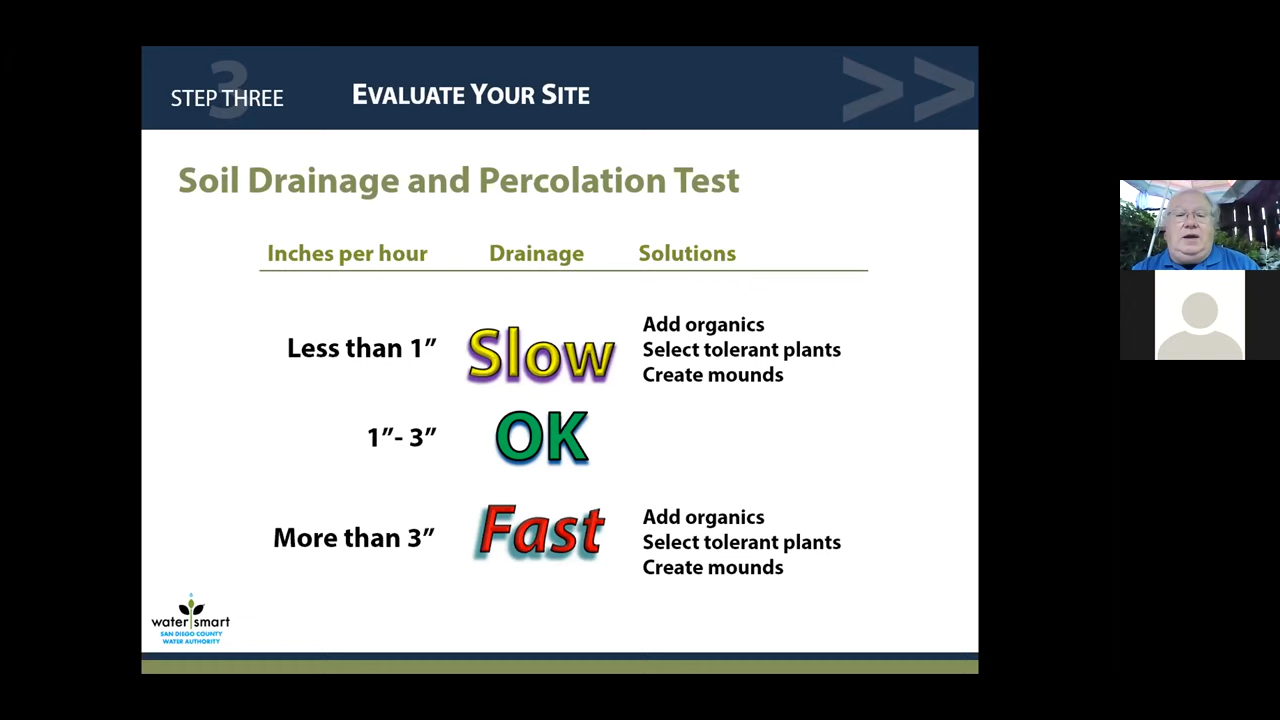 STEP THREE
3
EVALUATE YOUR SITE
>>
Soil Drainage and Percolation Test
Inches per hour Drainage Solutions
Less than 1” Slow
Add organics
Select tolerant plants
Create mounds
1”- 3” OK
More than 3” Fast
Add organics
Select tolerant plants
Create mounds
water smart
SAN DIEGO COUNTY
WATER AUTHORITY